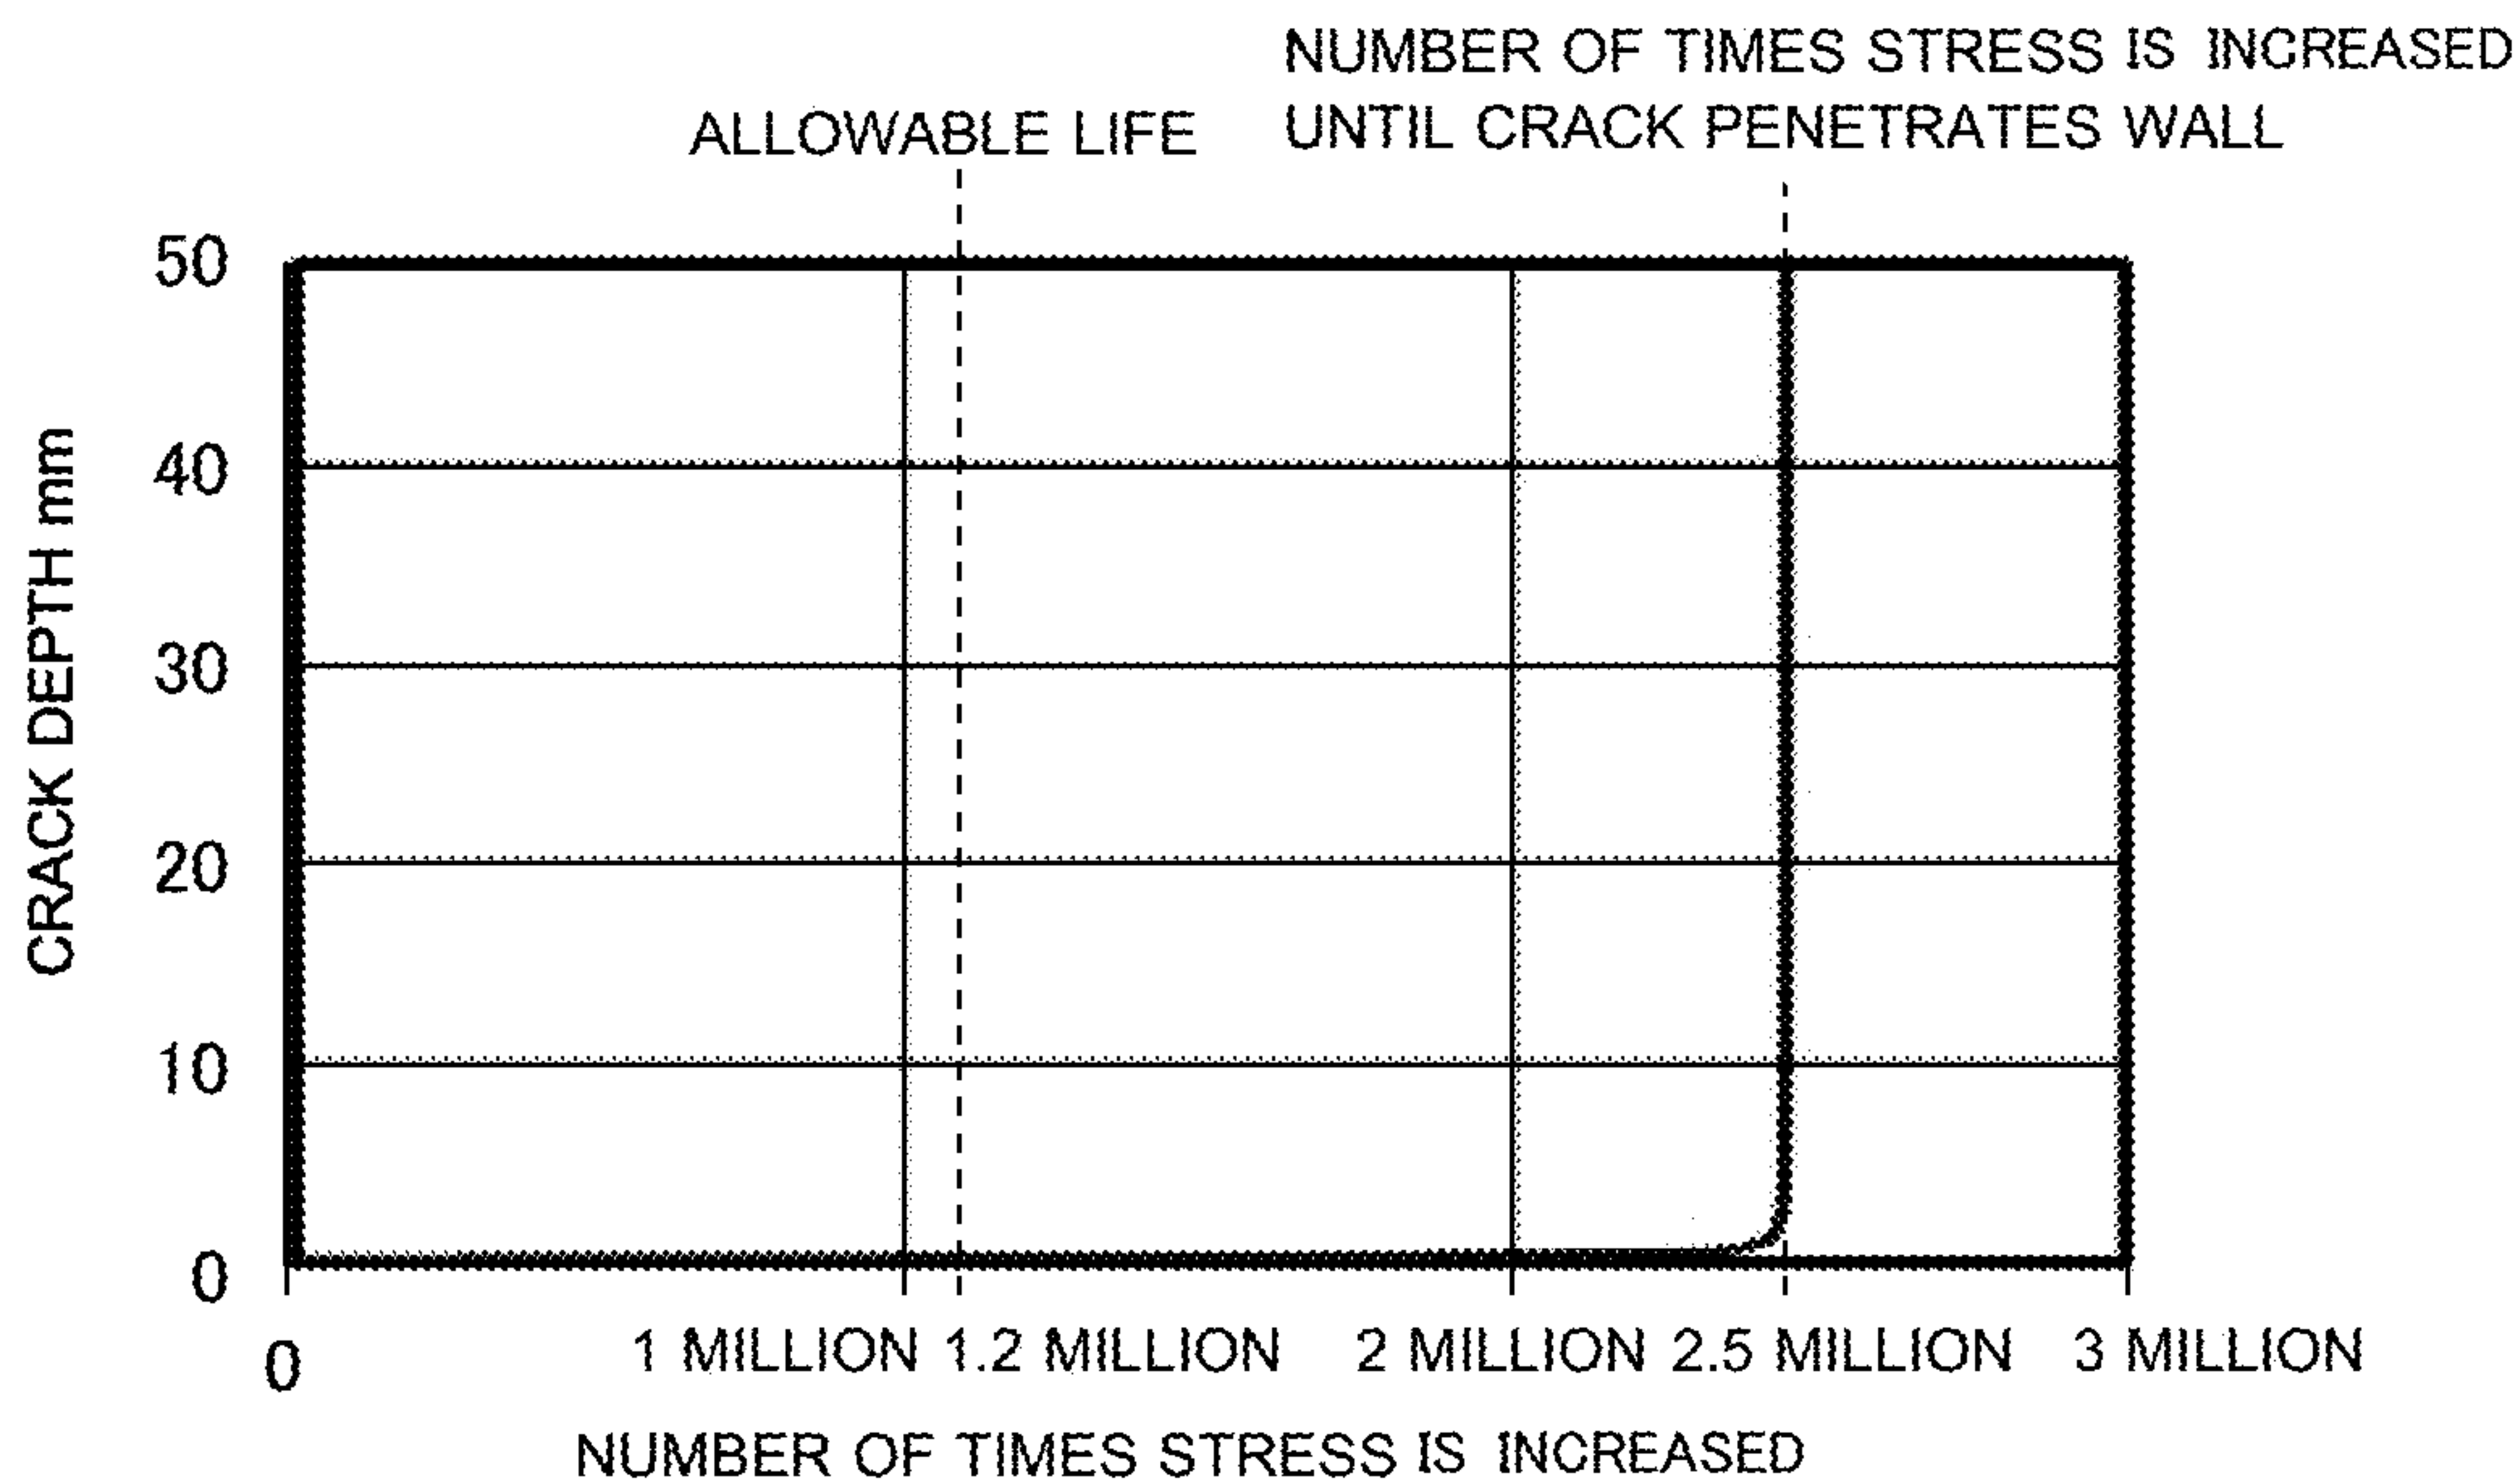 NUMBER OF TIMES STRESS IS INCREASED
UNTIL CRACK PENETRATES WALL
ALLOWABLE LIFE
50
40
30
20
10
0
CRACK DEPTH mm
0 1 MILLION 1.2 MILLION 2 MILLION 2.5 MILLION 3 MILLION
NUMBER OF TIMES STRESS IS INCREASED